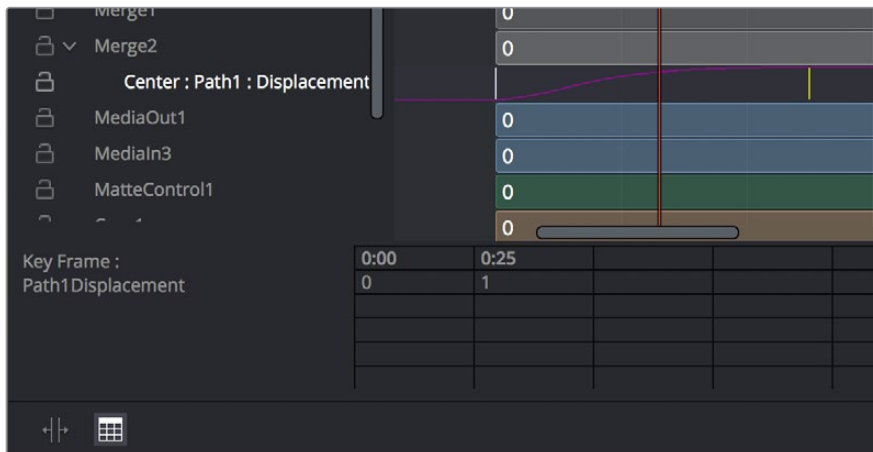 Merge1 0
Merge2 0
Center : Path1 : Displacement
MediaOut1 0
MediaIn3 0
MatteControl1 0
0
Key Frame : 0:00 0:25
Path1Displacement 0 1